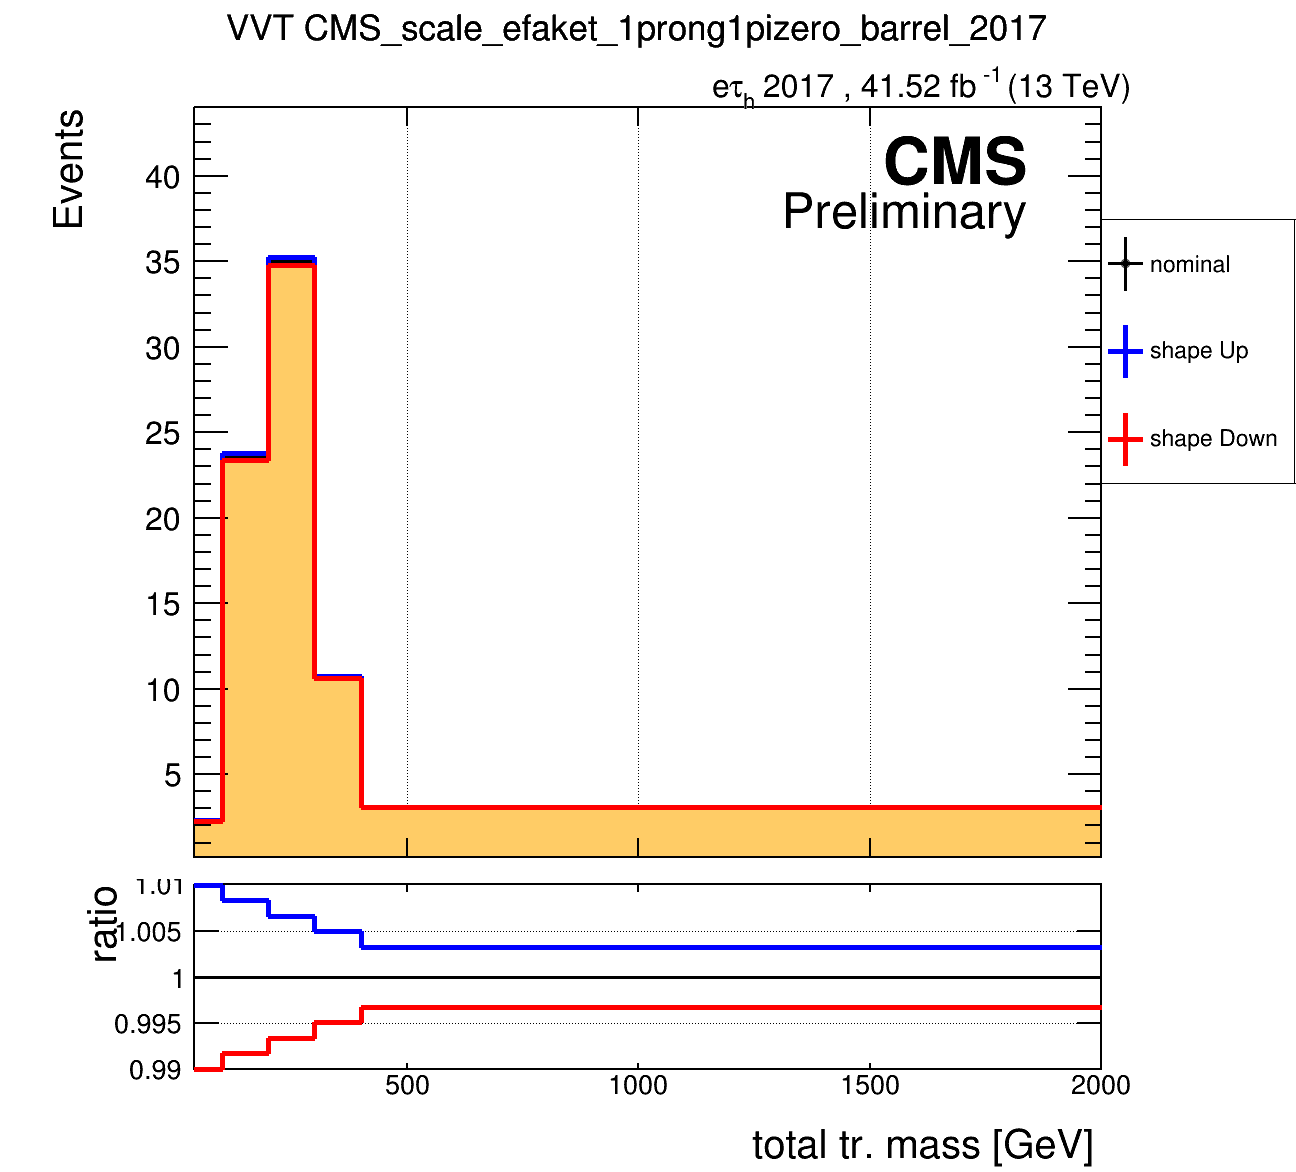 VVT CMS_scale_efaket_1prong1pizero_barrel_2017
eτh 2017 , 41.52 fb -1 (13 TeV)
Events
CMS
Preliminary
40
35
30
25
20
15
10
5
nominal
shape Up
shape Down
ratio
1.01
1.005
1
0.995
0.99
500 1000 1500 2000
total tr. mass [GeV]